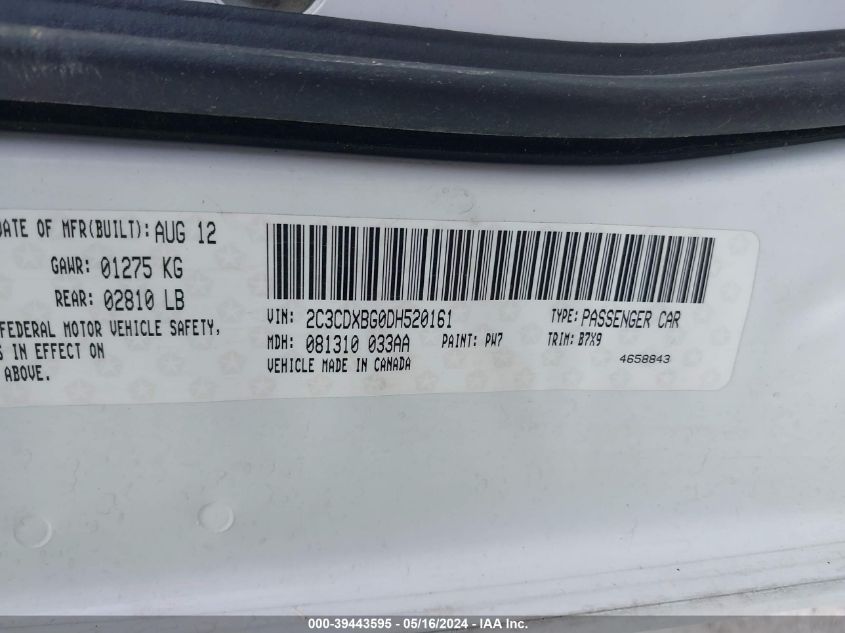 DATE OF MFR(BUILT): AUG 12
GAWR: 01275 KG
REAR: 02810 LB
FEDERAL MOTOR VEHICLE SAFETY,
IN EFFECT ON
ABOVE.
VIN: 2C3CDXBG0DH520161 TYPE: PASSENGER CAR
MDH: 081310 033AA PAINT: PW7 TRIM: B7X9
VEHICLE MADE IN CANADA 4658843
000-39443595 - 05/16/2024 - IAA, Inc.